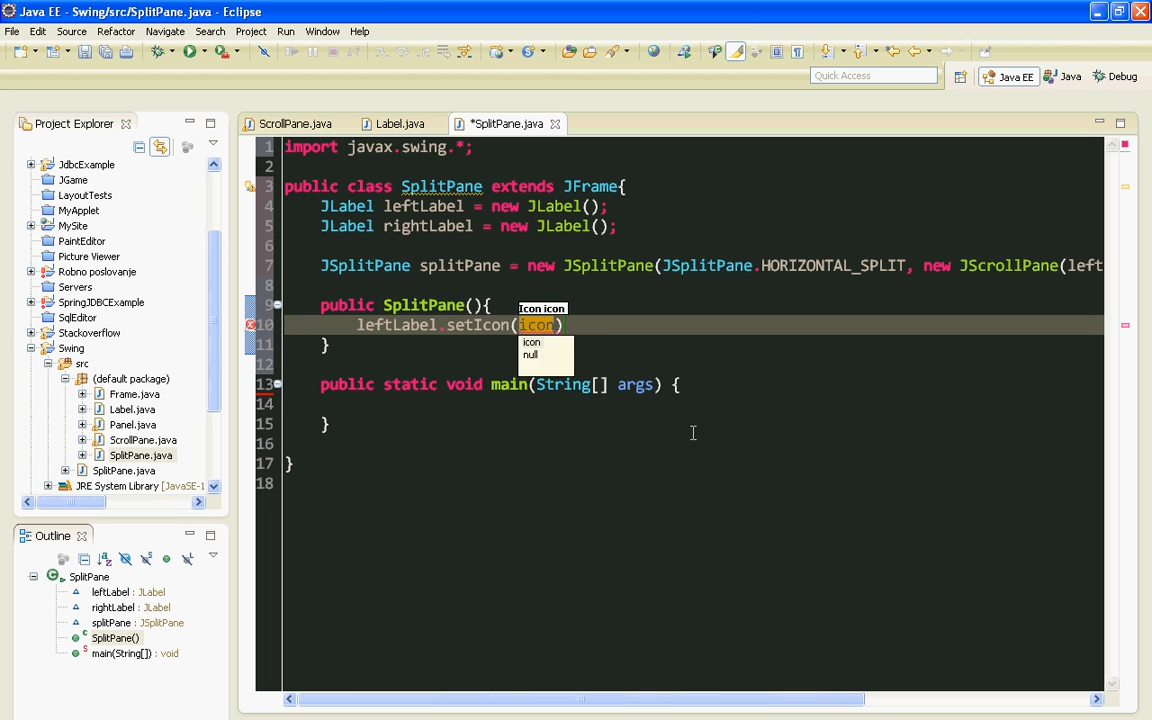 Java EE - Swing/src/SplitPane.java - Eclipse
File Edit Source Refactor Navigate Search Project Run Window Help
Quick Access
Java EE Java Debug
Project Explorer
JdbcExample
JGame
LayoutTests
MyApplet
MySite
PaintEditor
Picture Viewer
Robno poslovanje
Servers
SpringJDBCExample
SqlEditor
Stackoverflow
Swing
src
(default package)
Frame.java
Label.java
Panel.java
ScrollPane.java
SplitPane.java
SplitPane.java
JRE System Library [JavaSE-1
Outline
SplitPane
leftLabel : JLabel
rightLabel : JLabel
splitPane : JSplitPane
SplitPane()
main(String[]) : void
ScrollPane.java Label.java *SplitPane.java
1 import javax.swing.*;
2
3 public class SplitPane extends JFrame{
4 JLabel leftLabel = new JLabel();
5 JLabel rightLabel = new JLabel();
6
7 JSplitPane splitPane = new JSplitPane(JSplitPane.HORIZONTAL_SPLIT, new JScrollPane(left
8
9 public SplitPane(){
Icon icon
10 leftLabel.setIcon(icon)
icon
null
11 }
12
13 public static void main(String[] args) {
14
15 }
16
17 }
18